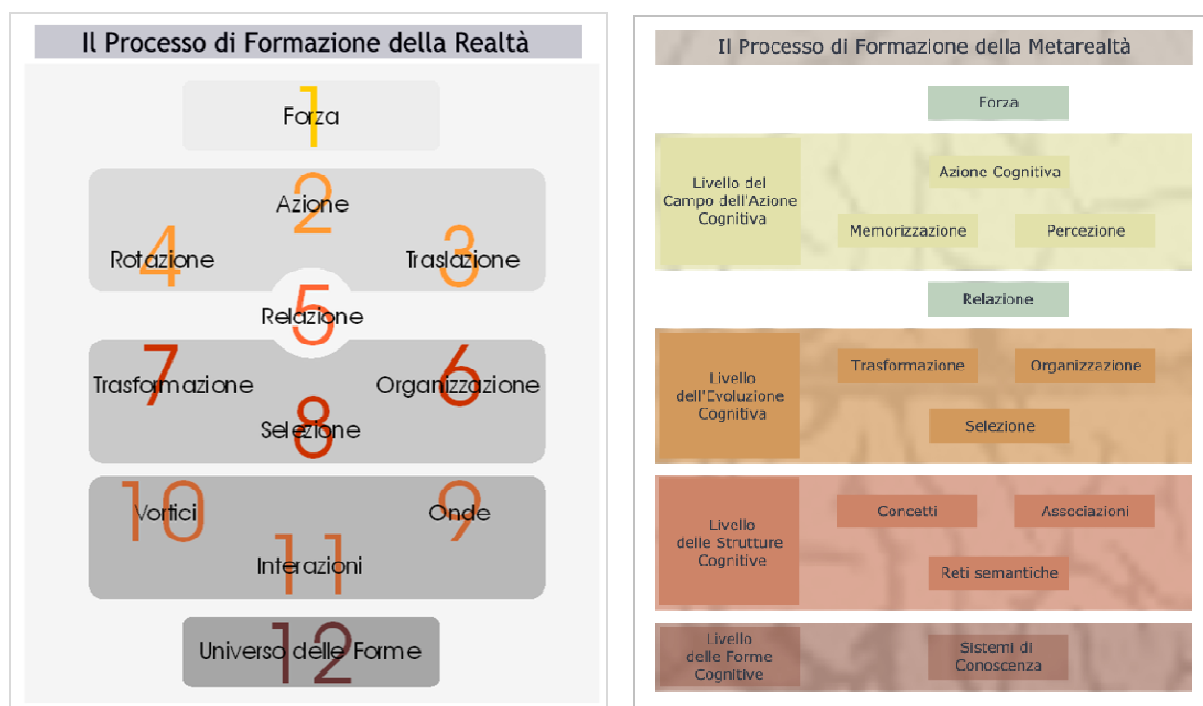 Il Processo di Formazione della Realtà
1
Forza
2
Azione
4
Rotazione
3
Traslazione
5
Relazione
7
Trasformazione
6
Organizzazione
8
Selezione
10
Vortici
9
Onde
11
Interazioni
12
Universo delle Forme
Il Processo di Formazione della Metarealtà
Forza
Livello del
Campo dell'Azione
Cognitiva
Azione Cognitiva
Memorizzazione
Percezione
Relazione
Livello
dell'Evoluzione
Cognitiva
Trasformazione
Organizzazione
Selezione
Livello
delle Strutture
Cognitive
Concetti
Associazioni
Reti semantiche
Livello
delle Forme
Cognitive
Sistemi di
Conoscenza